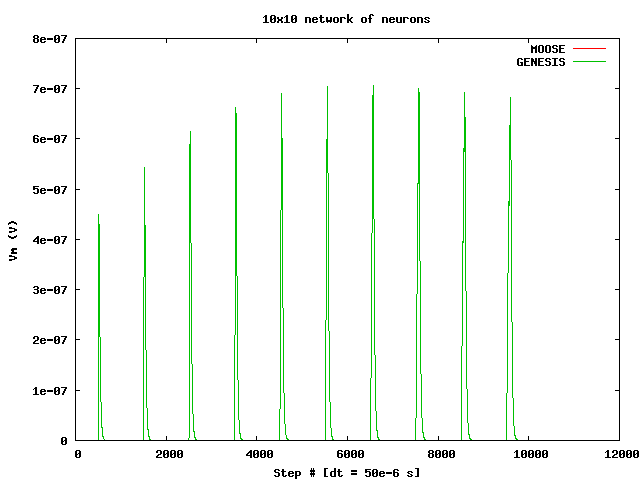 10x10 network of neurons
8e-07
7e-07
6e-07
5e-07
4e-07
3e-07
2e-07
1e-07
0
Vm (V)
MOOSE
GENESIS
0 2000 4000 6000 8000 10000 12000
Step # [dt = 50e-6 s]